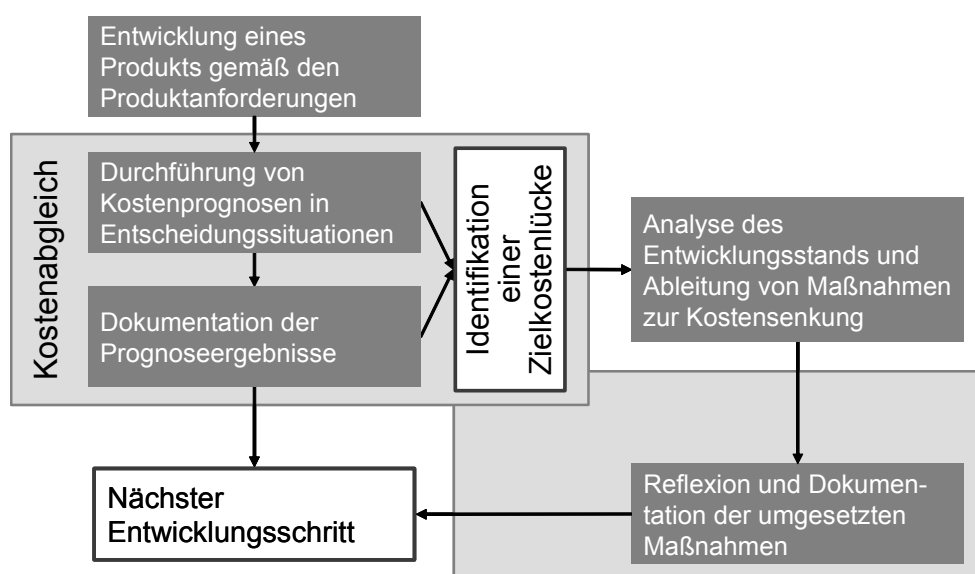 Entwicklung eines
Produkts gemäß den
Produktanforderungen
Kostenabgleich
Durchführung von
Kostenprognosen in
Entscheidungssituationen
Dokumentation der
Prognoseergebnisse
Identifikation
einer
Zielkostenlücke
Analyse des
Entwicklungsstands und
Ableitung von Maßnahmen
zur Kostensenkung
Reflexion und Dokumen-
tation der umgesetzten
Maßnahmen
Nächster
Entwicklungsschritt